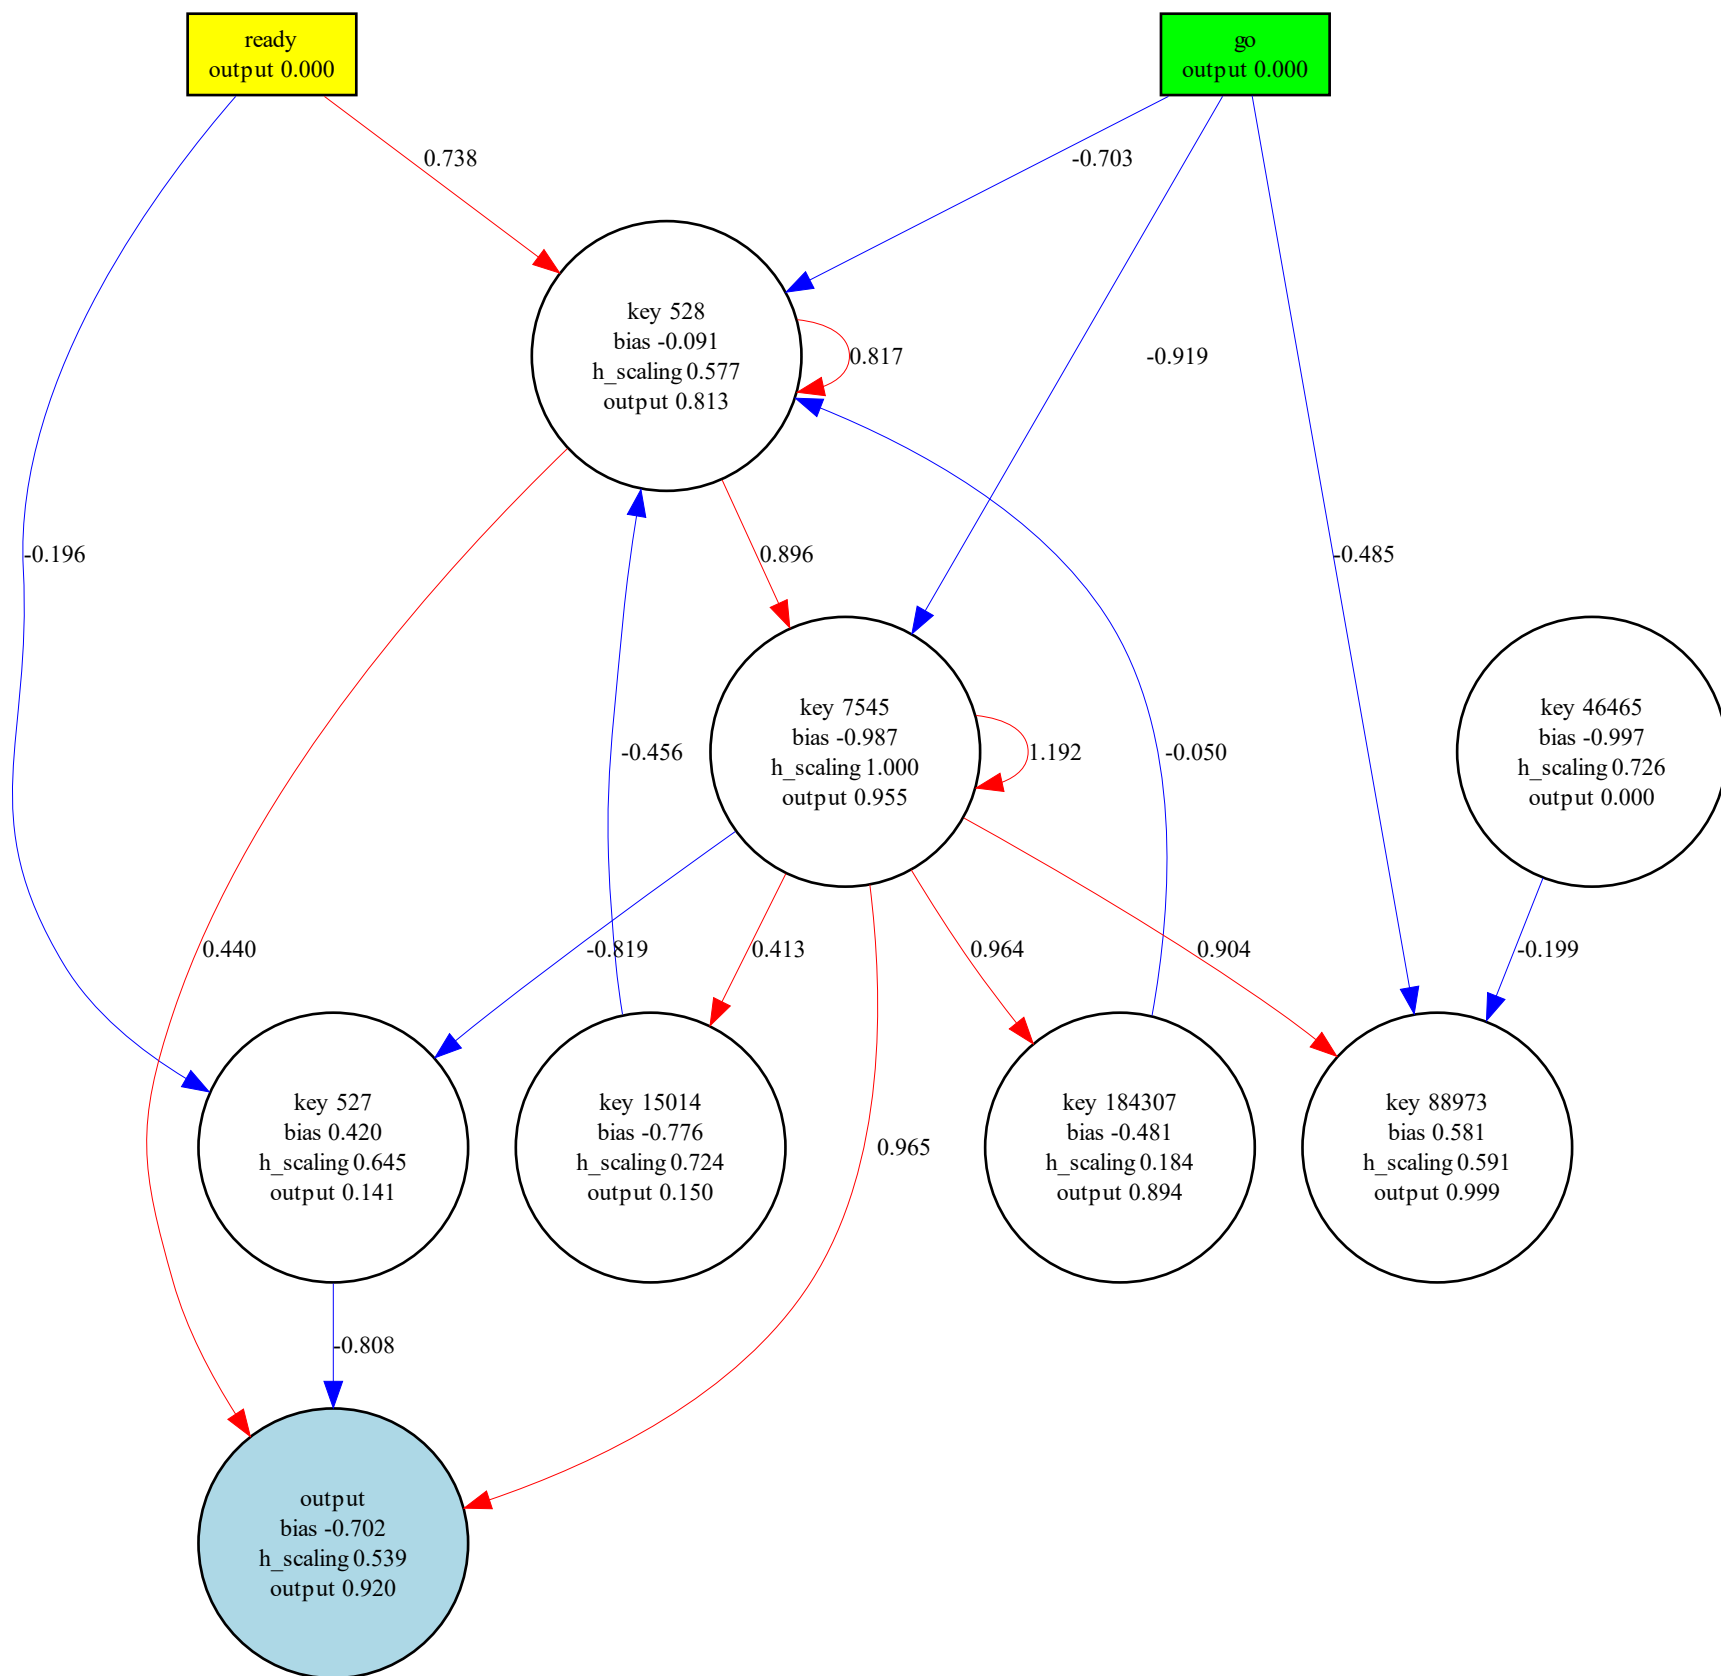 ready
output 0.000
go
output 0.000
0.738
-0.703
key 528
bias -0.091
h_scaling 0.577
output 0.813
0.817
-0.919
-0.196
0.896
-0.485
key 7545
bias -0.987
h_scaling 1.000
output 0.955
1.192
-0.456
-0.050
key 46465
bias -0.997
h_scaling 0.726
output 0.000
0.440
-0.819
0.413
0.964
0.904
-0.199
key 527
bias 0.420
h_scaling 0.645
output 0.141
key 15014
bias -0.776
h_scaling 0.724
output 0.150
0.965
key 184307
bias -0.481
h_scaling 0.184
output 0.894
key 88973
bias 0.581
h_scaling 0.591
output 0.999
-0.808
output
bias -0.702
h_scaling 0.539
output 0.920